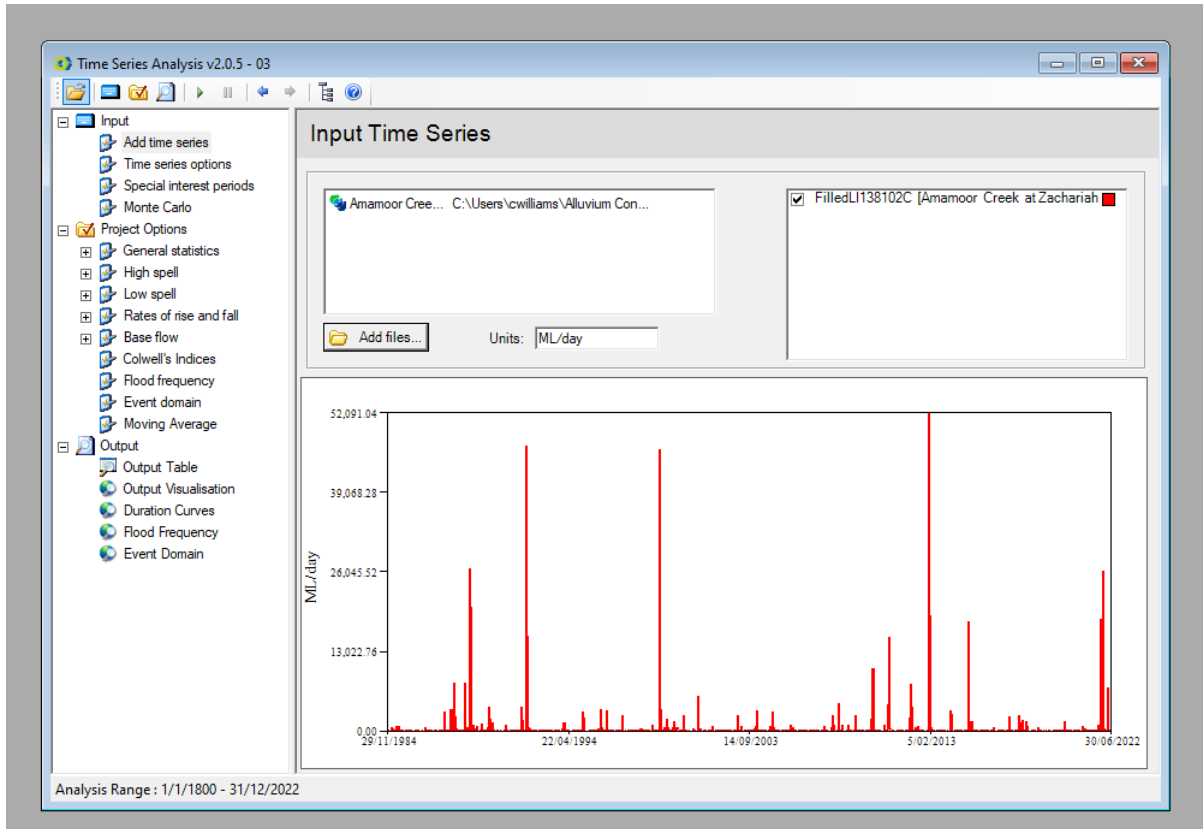 Time Series Analysis v2.0.5 - 03
Input
Add time series
Time series options
Special interest periods
Monte Carlo
Project Options
General statistics
High spell
Low spell
Rates of rise and fall
Base flow
Colwell's Indices
Flood frequency
Event domain
Moving Average
Output
Output Table
Output Visualisation
Duration Curves
Flood Frequency
Event Domain
Input Time Series
Amamoor Cree... C:\Users\cwilliams\Alluvium Con...
FilledLI138102C [Amamoor Creek at Zachariah
Add files...
Units: ML/day
52,091.04
39,068.28
26,045.52
13,022.76
0.00
ML/day
29/11/1984 22/04/1994 14/09/2003 5/02/2013 30/06/2022
Analysis Range : 1/1/1800 - 31/12/2022